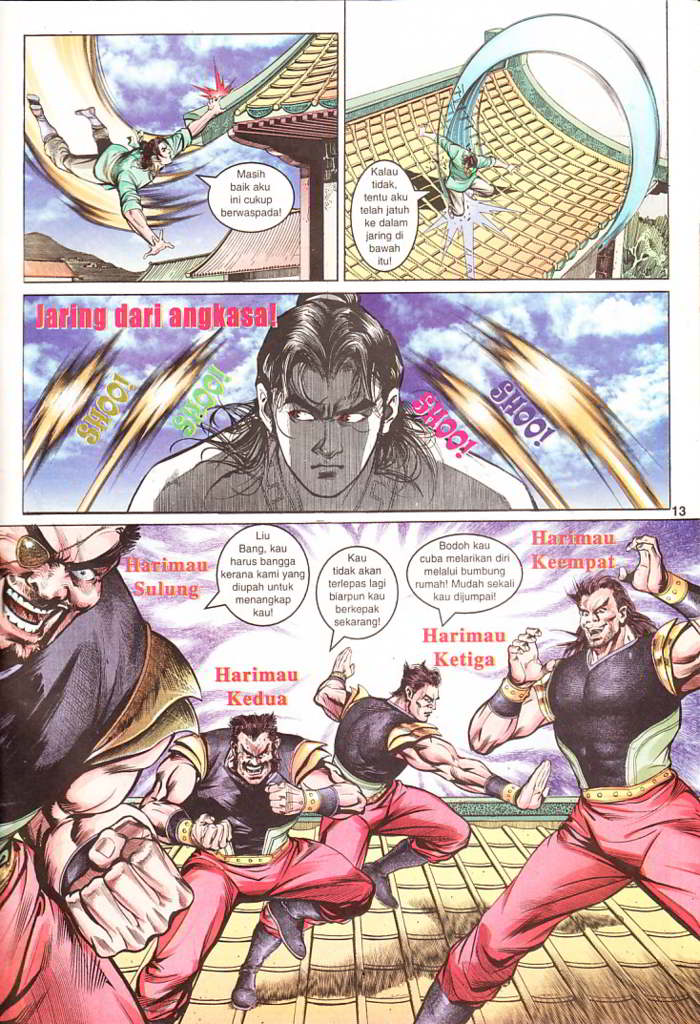 Masih
baik aku
ini cukup
berwaspada!
Kalau
tidak,
tentu aku
telah jatuh
ke dalam
jaring di
bawah
itu!
Jaring dari angkasa!
SHOO!
SHOO!
SHOO!
SHOO!
13
Harimau
Sulung
Liu
Bang, kau
harus bangga
kerana kami yang
diupah untuk
menangkap
kau!
Harimau
Kedua
Kau
tidak akan
terlepas lagi
biarpun kau
berkepak
sekarang!
Bodoh kau
cuba melarikan diri
melalui bumbung
rumah! Mudah sekali
kau dijumpai!
Harimau
Ketiga
Harimau
Keempat